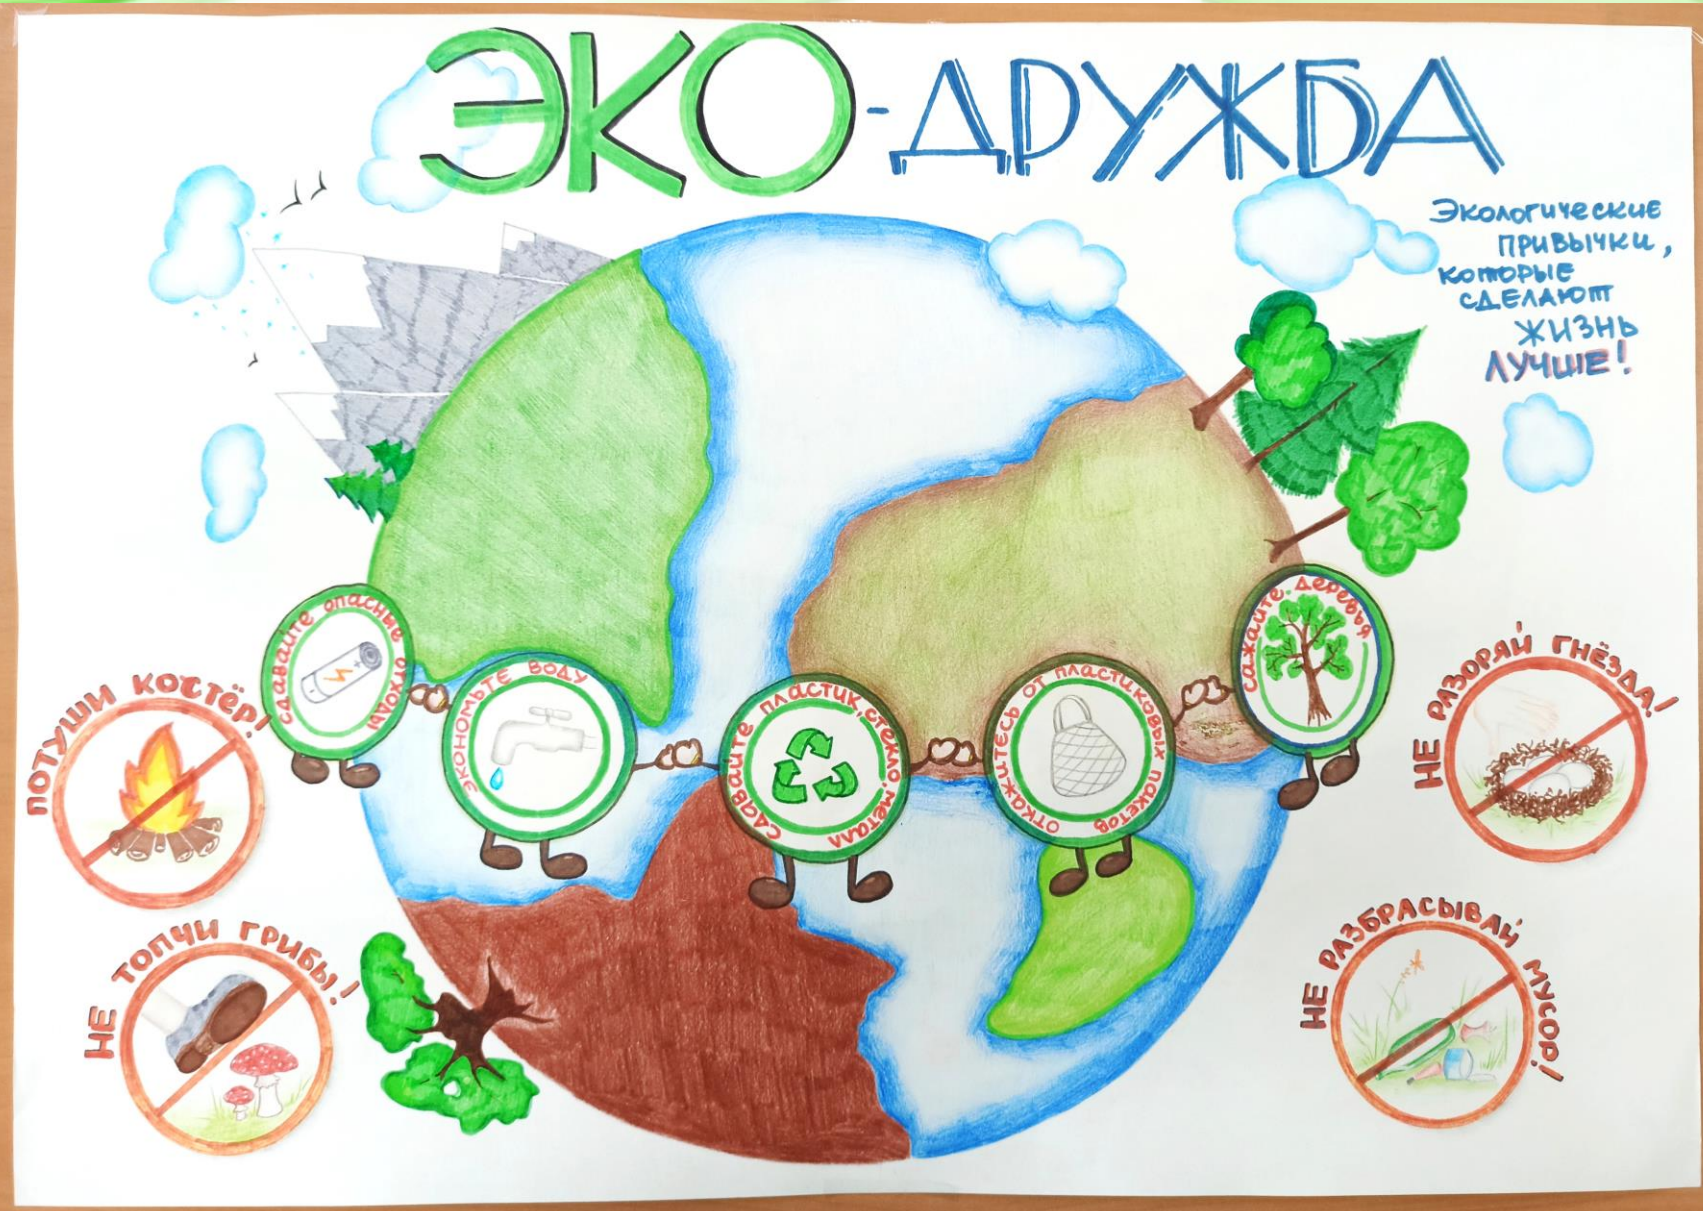 ЭКО-ДРУЖБА
Экологические
привычки,
которые
сделают
жизнь
лучше!
сдавайте опасные отходы
экономьте воду
сдавайте пластик, стекло, металл
откажитесь от пластиковых пакетов
сажайте деревья
ПОТУШИ КОСТЁР!
НЕ РАЗОРЯЙ ГНЁЗДА!
НЕ ТОПЧИ ГРИБЫ!
НЕ РАЗБРАСЫВАЙ МУСОР!